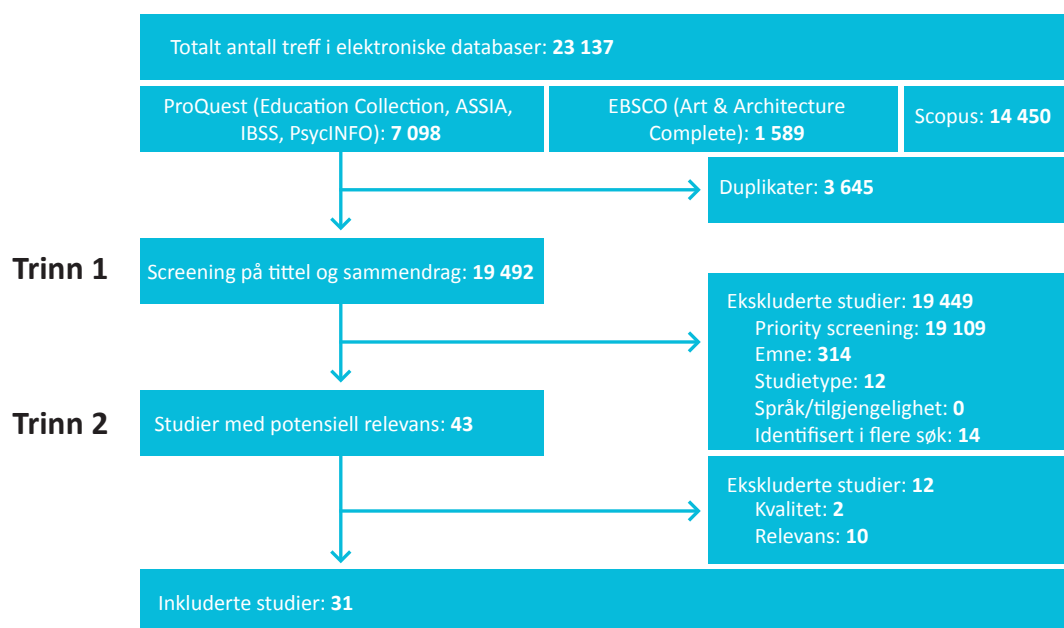 Totalt antall treff i elektroniske databaser: 23 137
ProQuest (Education Collection, ASSIA,
IBSS, PsycINFO): 7 098
EBSCO (Art & Architecture
Complete): 1 589
Scopus: 14 450
Duplikater: 3 645
Trinn 1
Screening på tittel og sammendrag: 19 492
Ekskluderte studier: 19 449
Priority screening: 19 109
Emne: 314
Studietype: 12
Språk/tilgjengelighet: 0
Identifisert i flere søk: 14
Trinn 2
Studier med potensiell relevans: 43
Ekskluderte studier: 12
Kvalitet: 2
Relevans: 10
Inkluderte studier: 31